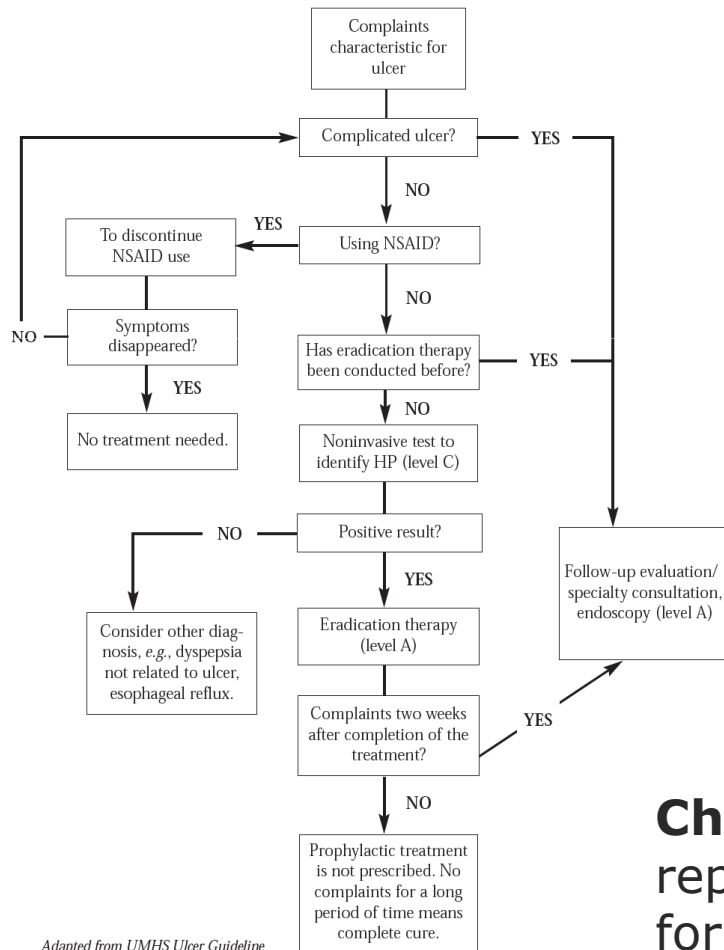 Complaints
characteristic for
ulcer
Complicated ulcer?
YES
NO
Using NSAID?
YES
To discontinue
NSAID use
NO
Symptoms
disappeared?
NO
YES
No treatment needed.
Has eradication therapy
been conducted before?
YES
NO
Noninvasive test to
identify HP (level C)
Positive result?
NO
YES
Consider other diag-
nosis, e.g., dyspepsia
not related to ulcer,
esophageal reflux.
Eradication therapy
(level A)
Follow-up evaluation/
specialty consultation,
endoscopy (level A)
Complaints two weeks
after completion of the
treatment?
YES
NO
Prophylactic treatment
is not prescribed. No
complaints for a long
period of time means
complete cure.
Adapted from UMHS Ulcer Guideline
Ch
rep
for